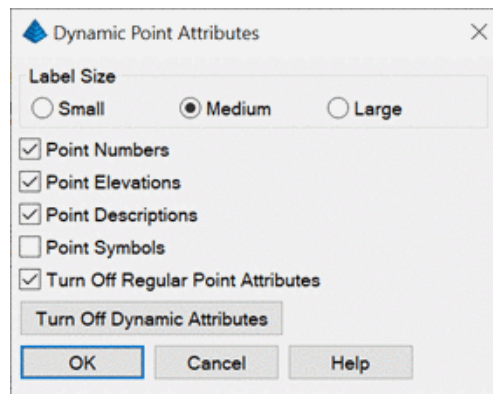 Dynamic Point Attributes
Label Size
Small Medium Large
Point Numbers
Point Elevations
Point Descriptions
Point Symbols
Turn Off Regular Point Attributes
Turn Off Dynamic Attributes
OK Cancel Help